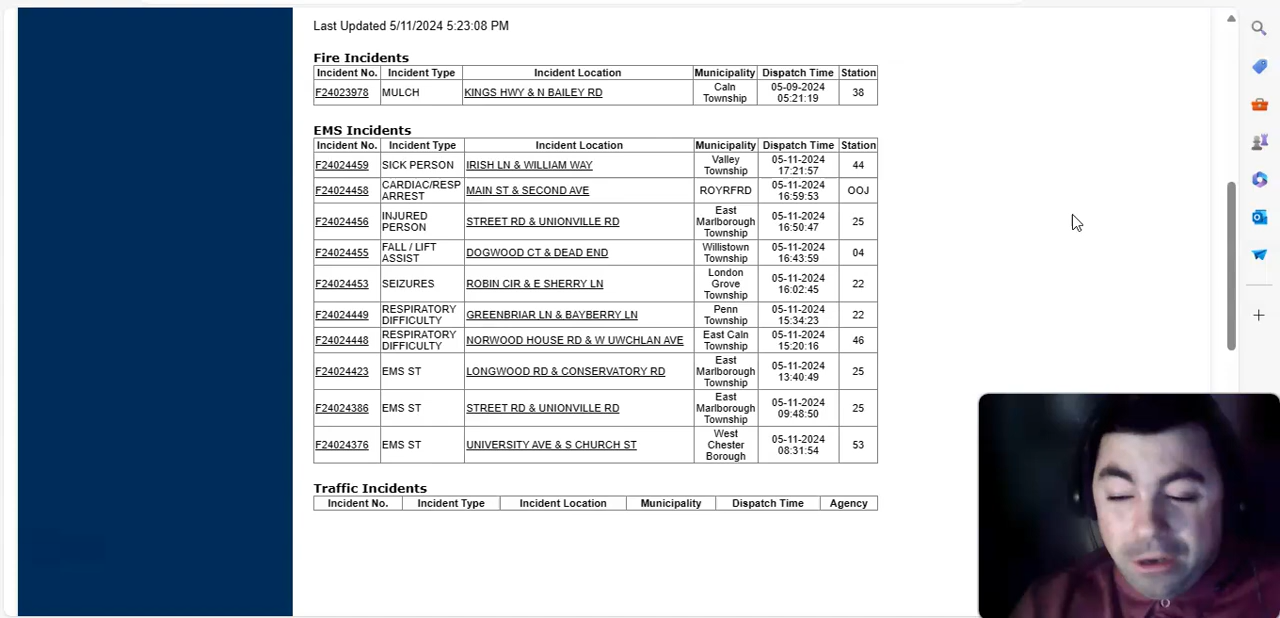 Last Updated 5/11/2024 5:23:08 PM
Fire Incidents
Incident No. Incident Type Incident Location Municipality Dispatch Time Station
F24023978 MULCH KINGS HWY & N BAILEY RD Caln Township 05-09-2024 05:21:19 38
EMS Incidents
Incident No. Incident Type Incident Location Municipality Dispatch Time Station
F24024459 SICK PERSON IRISH LN & WILLIAM WAY Valley Township 05-11-2024 17:21:57 44
F24024458 CARDIAC/RESP ARREST MAIN ST & SECOND AVE ROYRFRD 05-11-2024 16:59:53 OOJ
F24024456 INJURED PERSON STREET RD & UNIONVILLE RD East Marlborough Township 05-11-2024 16:50:47 25
F24024455 FALL / LIFT ASSIST DOGWOOD CT & DEAD END Willistown Township 05-11-2024 16:43:59 04
F24024453 SEIZURES ROBIN CIR & E SHERRY LN London Grove Township 05-11-2024 16:02:45 22
F24024449 RESPIRATORY DIFFICULTY GREENBRIAR LN & BAYBERRY LN Penn Township 05-11-2024 15:34:23 22
F24024448 RESPIRATORY DIFFICULTY NORWOOD HOUSE RD & W UWCHLAN AVE East Caln Township 05-11-2024 15:20:16 46
F24024423 EMS ST LONGWOOD RD & CONSERVATORY RD East Marlborough Township 05-11-2024 13:40:49 25
F24024386 EMS ST STREET RD & UNIONVILLE RD East Marlborough Township 05-11-2024 09:48:50 25
F24024376 EMS ST UNIVERSITY AVE & S CHURCH ST West Chester Borough 05-11-2024 08:31:54 53
Traffic Incidents
Incident No. Incident Type Incident Location Municipality Dispatch Time Agency